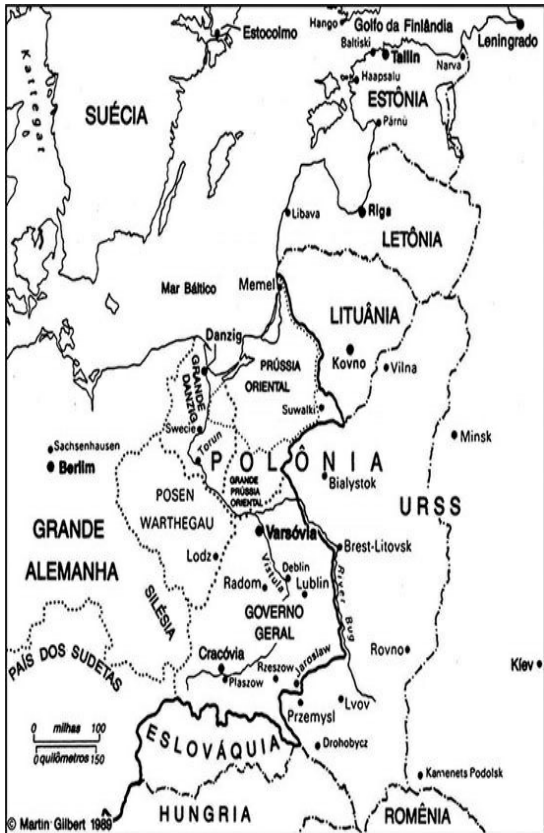 Hango
Golfo da Finlândia
Estocolmo
Baltiski
Tallin
Leningrado
Narva
Haapsalu
Kattegat
SUÉCIA
ESTÔNIA
Pärnü
Libava
Riga
LETÔNIA
Mar Báltico
Memel
LITUÂNIA
Danzig
Kovno
Vilna
GRANDE
DANZIG
PRÚSSIA
ORIENTAL
Suwalki
Swecie
Torun
Minsk
Sachsenhausen
Berlim
POLÔNIA
Bialystok
GRANDE
PRÚSSIA
ORIENTAL
URSS
POSEN
WARTHEGAU
Varsóvia
GRANDE
ALEMANHA
Lodz
Vistula
Deblin
Brest-Litovsk
River Bug
Radom
Lublin
SILÉSIA
GOVERNO
GERAL
PAÍS DOS SUDETAS
Cracóvia
Plaszow
Rzeszow
Jaroslaw
Rovno
Kiev
Przemysl
Lvov
0 milhas 100
0 quilômetros 150
ESLOVÁQUIA
Drohobycz
Kamenets Podolsk
© Martin Gilbert 1989
HUNGRIA
ROMÊNIA